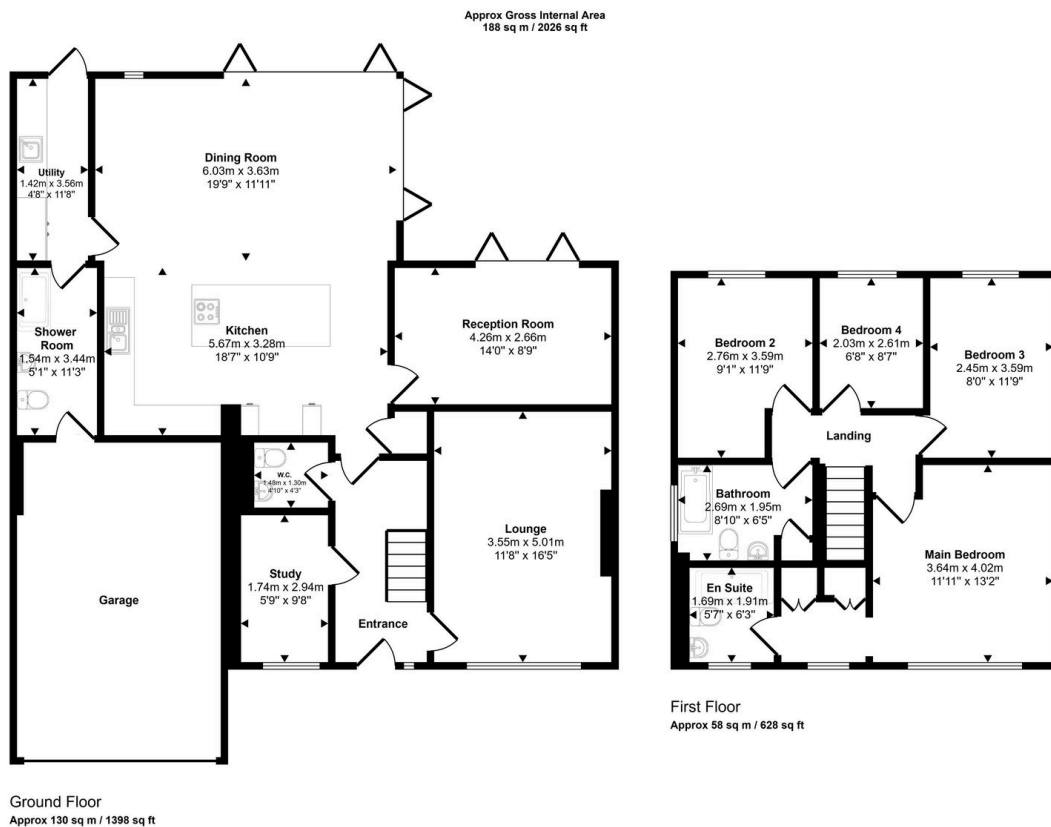 Approx Gross Internal Area
188 sq m / 2026 sq ft
Dining Room
6.03m x 3.63m
19'9" x 11'11"
Utility
1.42m x 3.56m
4'8" x 11'8"
Shower
Room
1.54m x 3.44m
5'1" x 11'3"
Kitchen
5.67m x 3.28m
18'7" x 10'9"
Reception Room
4.26m x 2.66m
14'0" x 8'9"
W.C.
1.48m x 1.30m
4'10" x 4'3"
Lounge
3.55m x 5.01m
11'8" x 16'5"
Study
1.74m x 2.94m
5'9" x 9'8"
Garage
Entrance
Ground Floor
Approx 130 sq m / 1398 sq ft
Bedroom 2
2.76m x 3.59m
9'1" x 11'9"
Bedroom 4
2.03m x 2.61m
6'8" x 8'7"
Bedroom 3
2.45m x 3.59m
8'0" x 11'9"
Landing
Bathroom
2.69m x 1.95m
8'10" x 6'5"
Main Bedroom
3.64m x 4.02m
11'11" x 13'2"
En Suite
1.69m x 1.91m
5'7" x 6'3"
First Floor
Approx 58 sq m / 628 sq ft